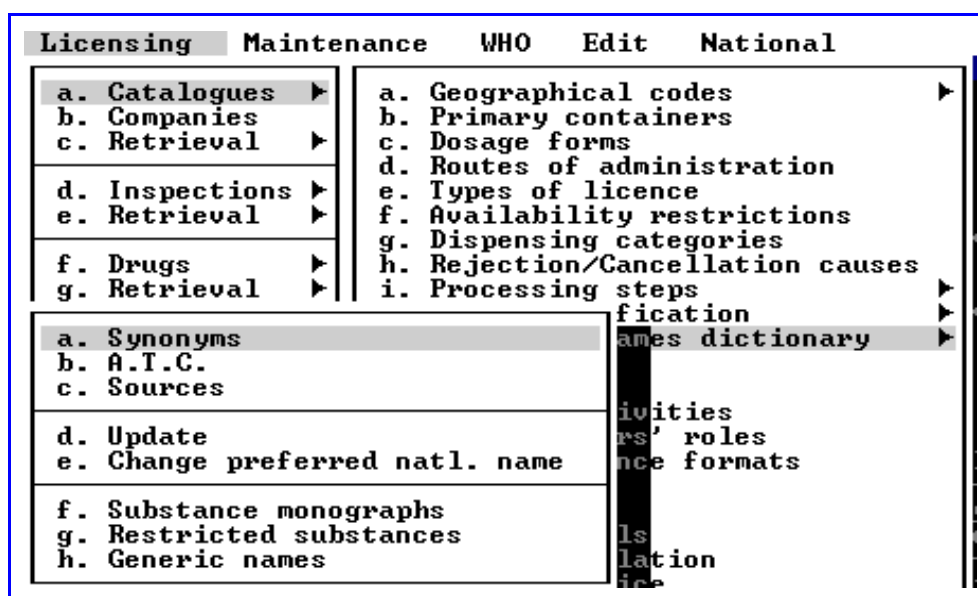 Licensing Maintenance WHO Edit National
a. Catalogues
b. Companies
c. Retrieval
d. Inspections
e. Retrieval
f. Drugs
g. Retrieval
a. Geographical codes
b. Primary containers
c. Dosage forms
d. Routes of administration
e. Types of licence
f. Availability restrictions
g. Dispensing categories
h. Rejection/Cancellation causes
i. Processing steps
fication
ames dictionary
ivities
rs' roles
nce formats
ls
lation
ice
a. Synonyms
b. A.T.C.
c. Sources
d. Update
e. Change preferred natl. name
f. Substance monographs
g. Restricted substances
h. Generic names